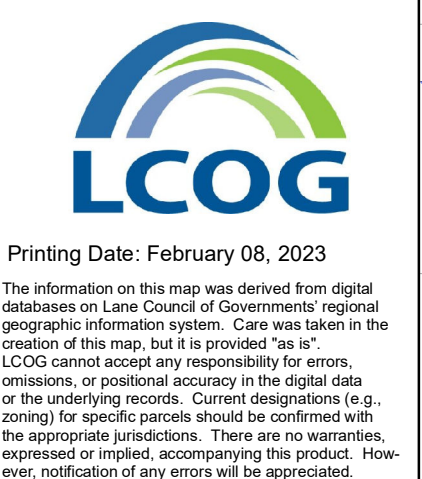 LCOG
Printing Date: February 08, 2023
The information on this map was derived from digital
databases on Lane Council of Governments' regional
geographic information system.  Care was taken in the
creation of this map, but it is provided "as is".
LCOG cannot accept any responsibility for errors,
omissions, or positional accuracy in the digital data
or the underlying records.  Current designations (e.g.,
zoning) for specific parcels should be confirmed with
the appropriate jurisdictions.  There are no warranties,
expressed or implied, accompanying this product.  How-
ever, notification of any errors will be appreciated.